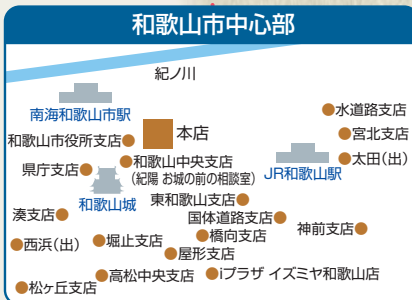 和歌山市中心部
紀ノ川
南海和歌山市駅
水道路支店
本店
宮北支店
和歌山市役所支店
太田(出)
和歌山中央支店
(紀陽 お城の前の相談室)
県庁支店
JR和歌山駅
和歌山城
東和歌山支店
湊支店
国体道路支店
神前支店
橋向支店
西浜(出)
堀止支店
屋形支店
高松中央支店
iプラザ イズミヤ和歌山店
松ヶ丘支店